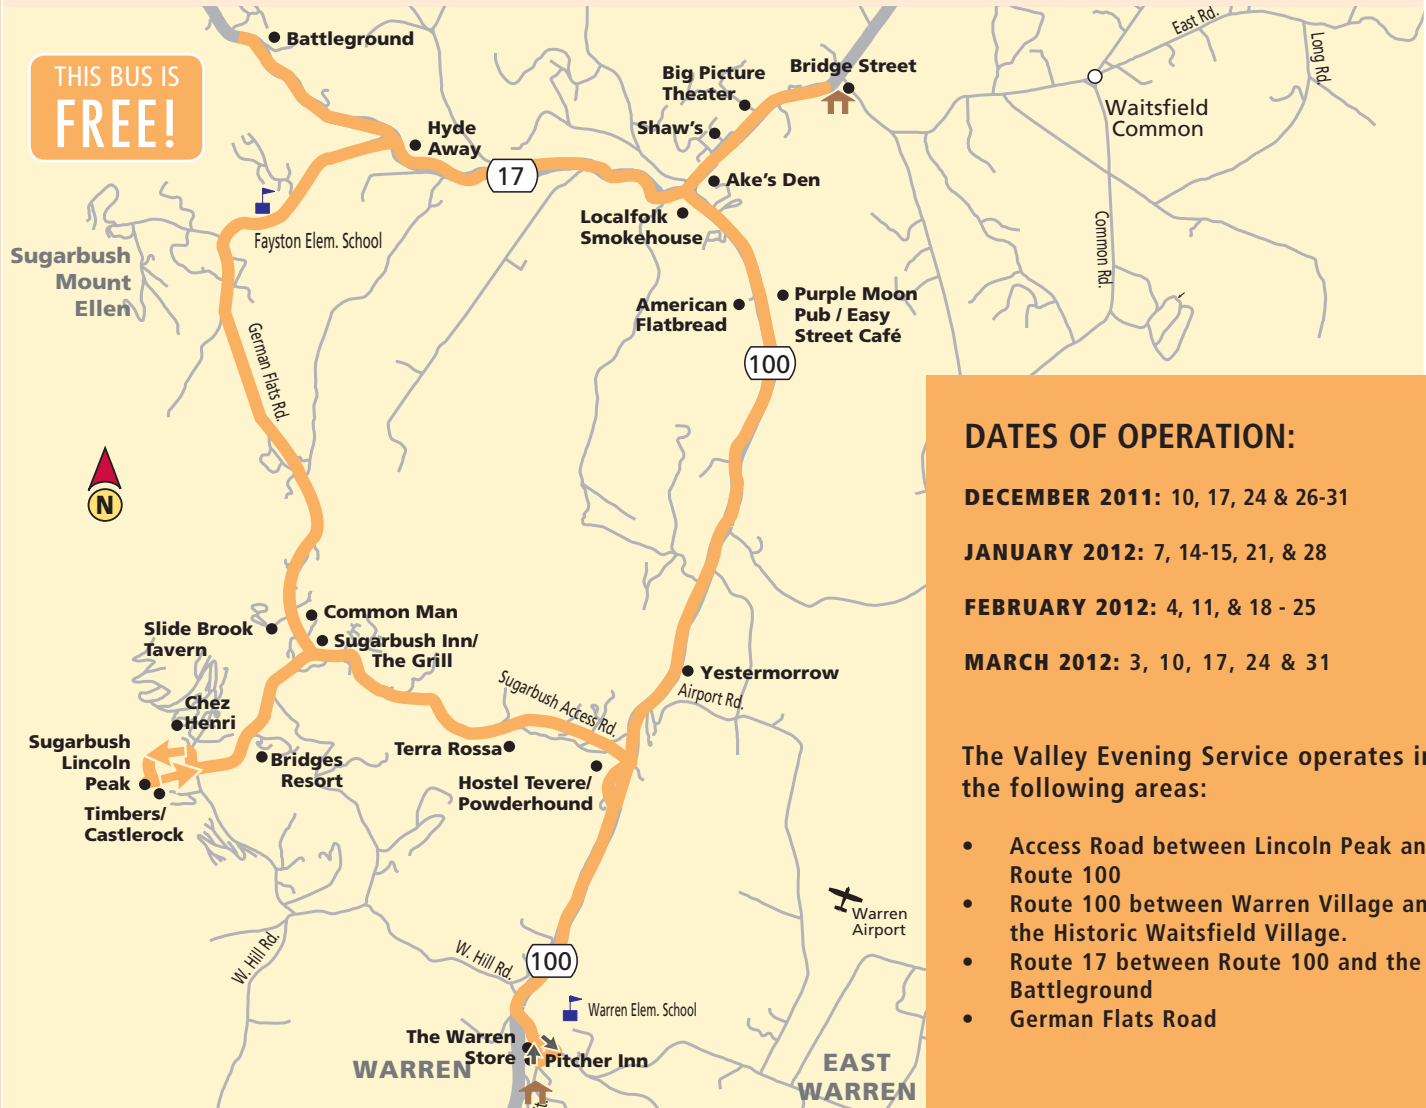 THIS BUS IS
FREE!
Battleground
Hyde
Away
17
Big Picture
Theater
Bridge Street
Shaw's
Ake's Den
Localfolk
Smokehouse
East Rd.
Long Rd.
Waitsfield
Common
Common Rd.
Fayston Elem. School
Sugarbush
Mount
Ellen
German Flats Rd.
American
Flatbread
Purple Moon
Pub / Easy
Street Café
100
N
Common Man
Slide Brook
Tavern
Sugarbush Inn/
The Grill
Chez
Henri
Sugarbush
Lincoln
Peak
Timbers/
Castlerock
Bridges
Resort
Sugarbush Access Rd.
Terra Rossa
Hostel Tevere/
Powderhound
Yestermorrow
Airport Rd.
Warren
Airport
W. Hill Rd.
W. Hill Rd.
100
Warren Elem. School
The Warren
Store
Pitcher Inn
WARREN
EAST
WARREN
DATES OF OPERATION:
DECEMBER 2011: 10, 17, 24 & 26-31
JANUARY 2012: 7, 14-15, 21, & 28
FEBRUARY 2012: 4, 11, & 18 - 25
MARCH 2012: 3, 10, 17, 24 & 31
The Valley Evening Service operates in
the following areas:
• Access Road between Lincoln Peak an
Route 100
• Route 100 between Warren Village an
the Historic Waitsfield Village.
• Route 17 between Route 100 and the
Battleground
• German Flats Road